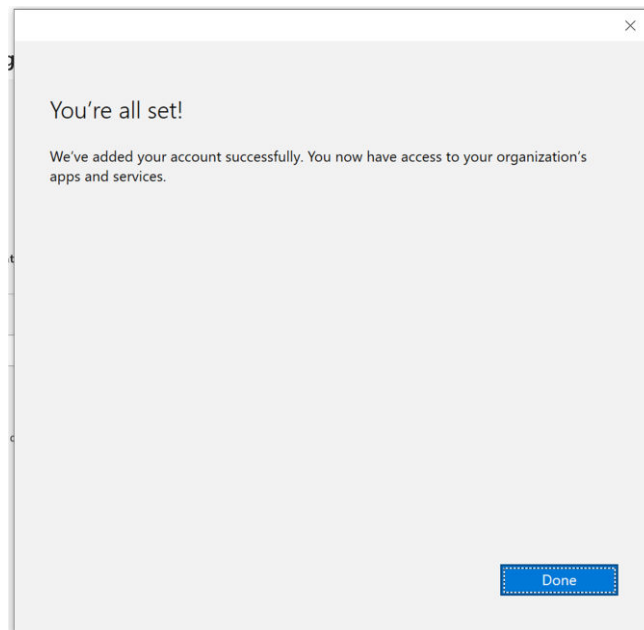 You’re all set!
We’ve added your account successfully. You now have access to your organization’s
apps and services.
Done